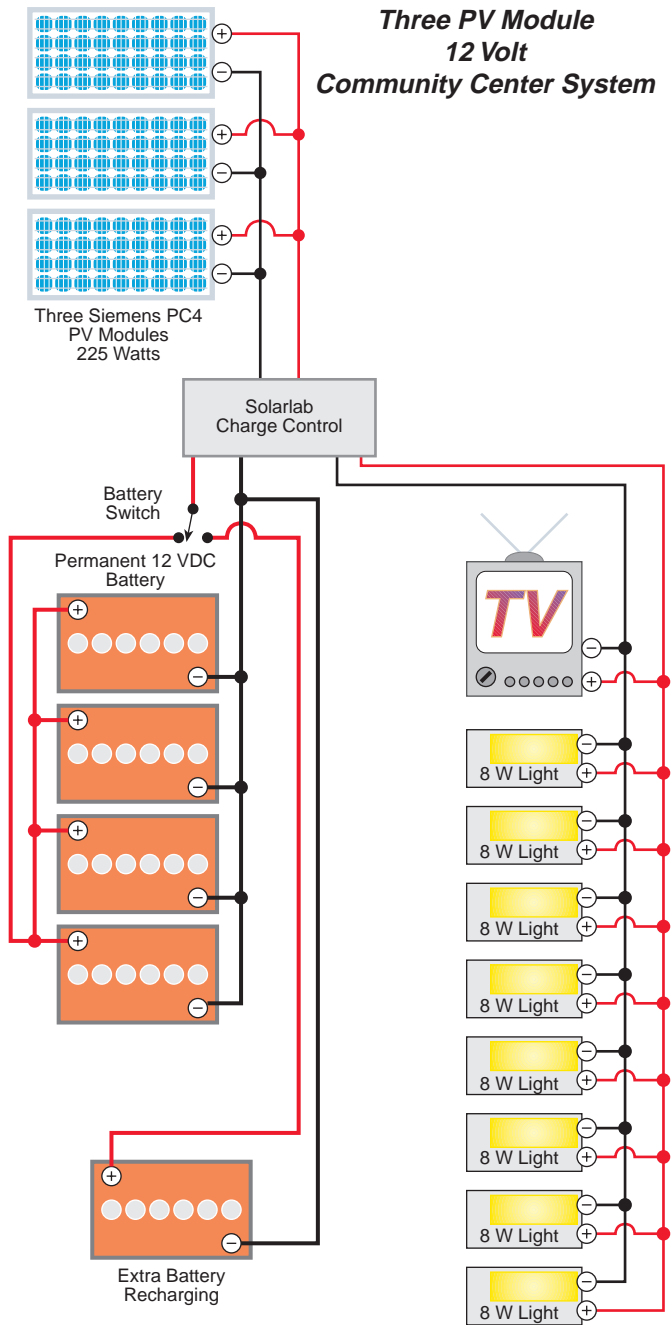 Three PV Module
12 Volt
Community Center System
+
−
+
−
+
−
Three Siemens PC4
PV Modules
225 Watts
Solarlab
Charge Control
Battery
Switch
Permanent 12 VDC
Battery
+
−
+
−
+
−
+
−
+
−
Extra Battery
Recharging
TV
−
+
−
8 W Light +
−
8 W Light +
−
8 W Light +
−
8 W Light +
−
8 W Light +
−
8 W Light +
−
8 W Light +
−
8 W Light +